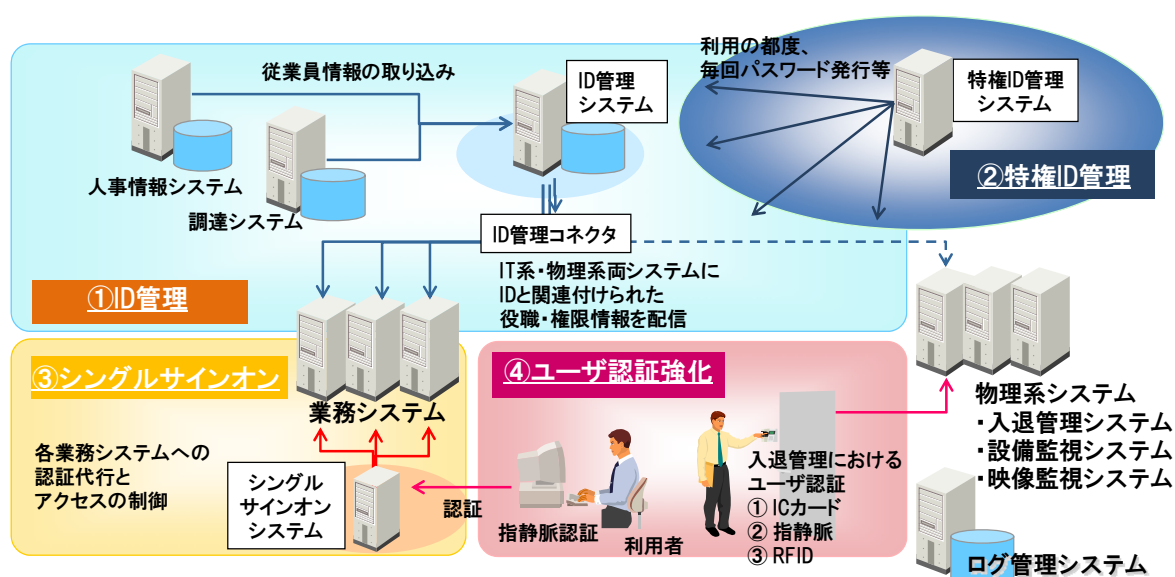 従業員情報の取り込み
ID管理
システム
利用の都度、
毎回パスワード発行等
特権ID管理
システム
②特権ID管理
人事情報システム
調達システム
ID管理コネクタ
IT系・物理系両システムに
IDと関連付けられた
役職・権限情報を配信
①ID管理
③シングルサインオン
業務システム
各業務システムへの
認証代行と
アクセスの制御
シングル
サインオン
システム
認証
④ユーザ認証強化
指静脈認証
利用者
入退管理における
ユーザ認証
① ICカード
② 指静脈
③ RFID
物理系システム
・入退管理システム
・設備監視システム
・映像監視システム
ログ管理システム